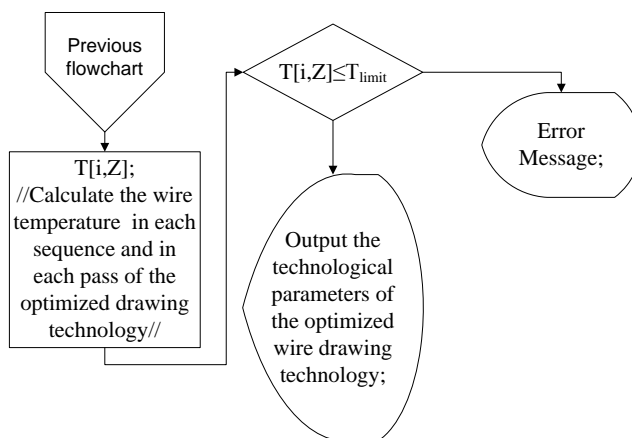 Previous
flowchart
T[i,Z];
//Calculate the wire
temperature in each
sequence and in
each pass of the
optimized drawing
technology//
T[i,Z]≤Tlimit
Error
Message;
Output the
technological
parameters of
the optimized
wire drawing
technology;